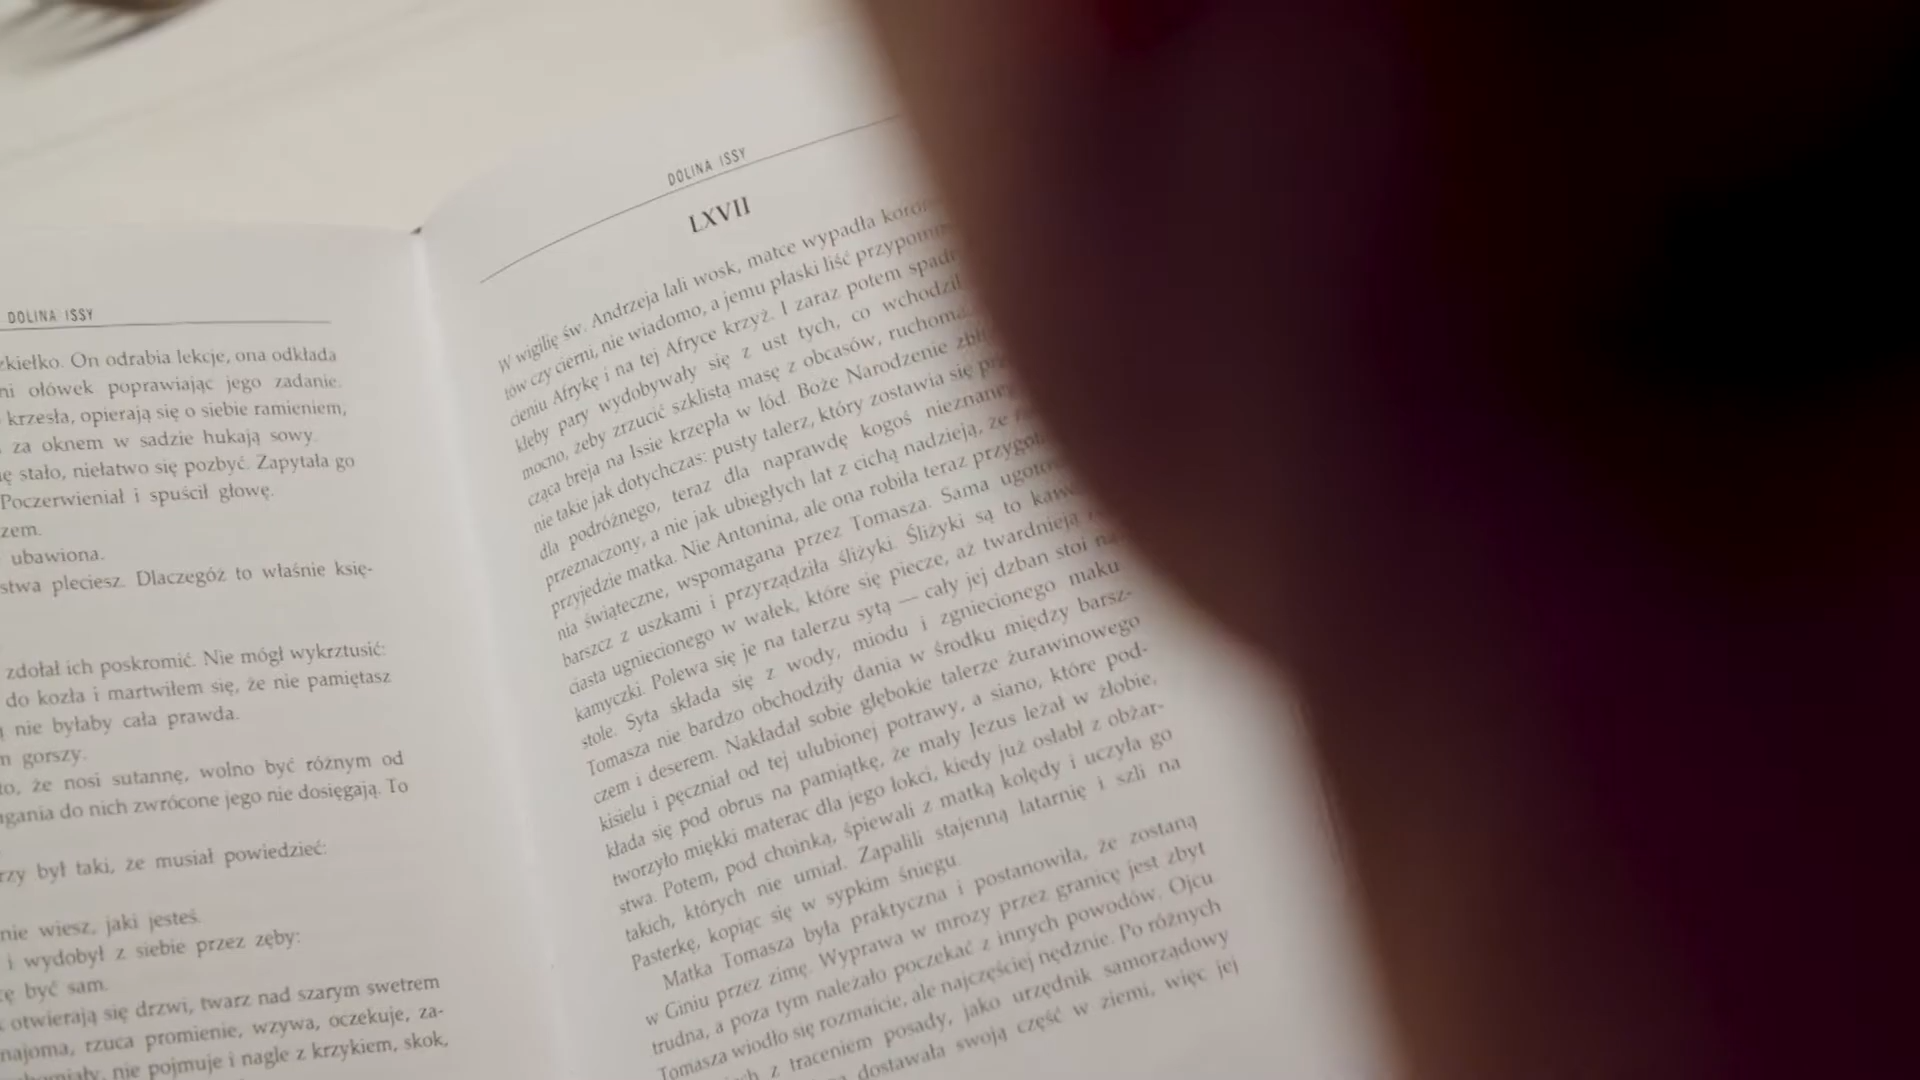 DOLINA ISSY
zkiełko. On odrabia lekcje, ona odkłada
ni ołówek poprawiając jego zadanie.
krzesła, opierają się o siebie ramieniem,
za oknem w sadzie hukają sowy.
ę stało, niełatwo się pozbyć. Zapytała go
Poczerwieniał i spuścił głowę.
zem.
ubawiona.
stwa pleciesz. Dlaczegóż to właśnie księ-
zdołał ich poskromić. Nie mógł wykrztusić:
do kozła i martwiłem się, że nie pamiętasz
ą nie byłaby cała prawda.
m gorszy.
to, że nosi sutannę, wolno być różnym od
agania do nich zwrócone jego nie dosięgają. To
rzy był taki, że musiał powiedzieć:
nie wiesz, jaki jesteś.
i wydobył z siebie przez zęby:
cę być sam.
otwierają się drzwi, twarz nad szarym swetrem
najoma, rzuca promienie, wzywa, oczekuje, za-
nie pojmuje i nagle z krzykiem, skok,
DOLINA ISSY
LXVII
W wigilię św. Andrzeja lali wosk, matce wypadła
tów czy cierni, nie wiadomo, a jemu płaski liść
cieniu Afrykę i na tej Afryce krzyż. I zaraz potem
kłęby pary wydobywały się z ust tych, co wchodzil
mocno, żeby zrzucić szklistą masę z obcasów, ruchoma
cząca breja na Issie krzepła w lód. Boże Narodzenie
nie takie jak dotychczas: pusty talerz, który zostawia się
dla podróżnego, teraz dla naprawdę kogoś
przeznaczony, a nie jak ubiegłych lat z cichą nadzieją, że
przyjedzie matka. Nie Antonina, ale ona robiła teraz
nia świąteczne, wspomagana przez Tomasza. Sama
barszcz z uszkami i przyrządziła śliżyki. Śliżyki są to
ciasta ugniecionego w wałek, które się piecze, aż twardnieją
kamyczki. Polewa się je na talerzu sytą — cały jej dzban stoi na
stole. Syta składa się z wody, miodu i zgniecionego maku
Tomasza nie bardzo obchodziły dania w środku między barsz-
czem i deserem. Nakładał sobie głębokie talerze żurawinowego
kisielu i pęczniał od tej ulubionej potrawy, a siano, które pod-
kłada się pod obrus na pamiątkę, że mały Jezus leżał w żłobie,
tworzyło miękki materac dla jego łokci, kiedy już osłabł z obżar-
stwa. Potem, pod choinką, śpiewali z matką kolędy i uczyła go
takich, których nie umiał. Zapalili stajenną latarnię i szli na
Pasterkę, kopiąc się w sypkim śniegu.
Matka Tomasza była praktyczna i postanowiła, że zostaną
w Giniu przez zimę. Wyprawa w mrozy przez granicę jest zbyt
trudna, a poza tym należało poczekać z innych powodów. Ojcu
Tomasza wiodło się rozmaicie, ale najczęściej nędznie. Po różnych
z traceniem posady, jako urzędnik samorządowy
dostawała swoją część w ziemi, więc jej